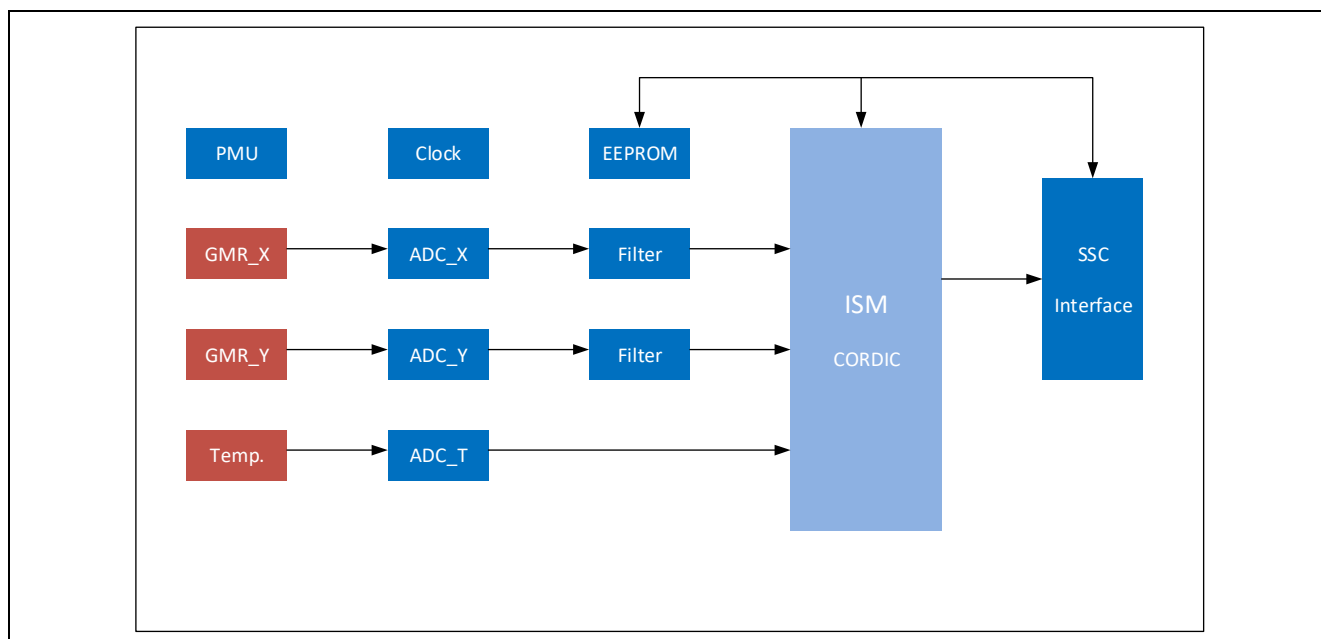 PMU
Clock
EEPROM
GMR_X
ADC_X
Filter
GMR_Y
ADC_Y
Filter
Temp.
ADC_T
ISM
CORDIC
SSC
Interface